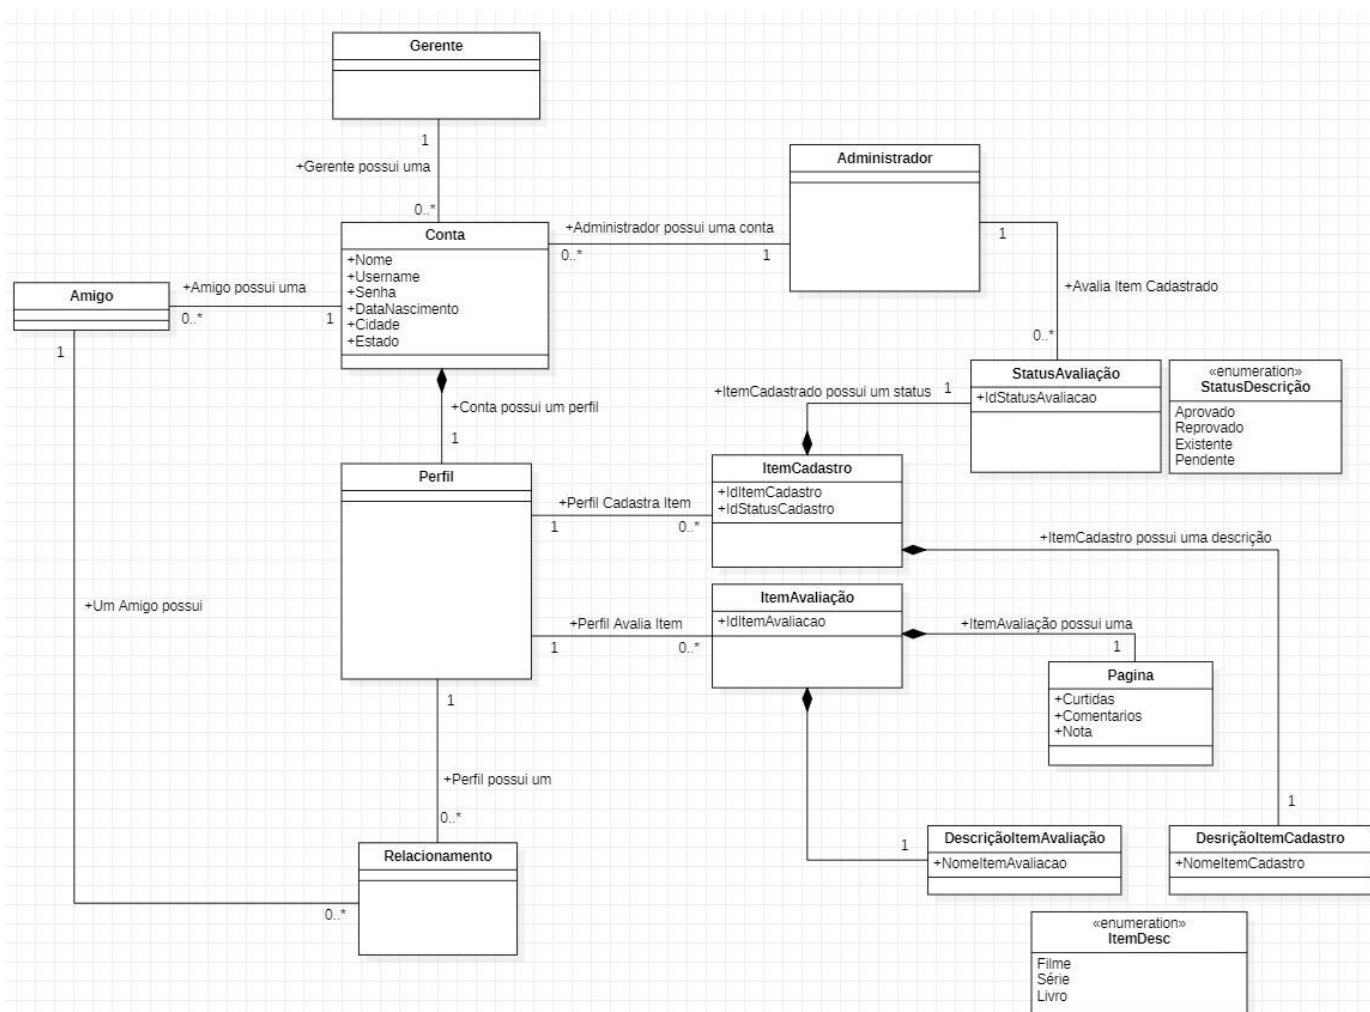 Gerente
1
+Gerente possui uma
0..*
Administrador
Conta
+Nome
+Username
+Senha
+DataNascimento
+Cidade
+Estado
+Administrador possui uma conta
0..*
1
1
+Avalia Item Cadastrado
0..*
Amigo
+Amigo possui uma
0..*
1
1
+Conta possui um perfil
1
+ItemCadastrado possui um status
1
StatusAvaliação
+IdStatusAvaliacao
«enumeration»
StatusDescrição
Aprovado
Reprovado
Existente
Pendente
Perfil
+Perfil Cadastra Item
1
0..*
ItemCadastro
+IdItemCadastro
+IdStatusCadastro
+ItemCadastro possui uma descrição
1
+Um Amigo possui
+Perfil Avalia Item
1
0..*
ItemAvaliação
+IdItemAvaliacao
+ItemAvaliação possui uma
1
Pagina
+Curtidas
+Comentarios
+Nota
1
+Perfil possui um
0..*
Relacionamento
0..*
1
DescriçãoItemAvaliação
+NomeItemAvaliacao
DesriçãoItemCadastro
+NomeItemCadastro
«enumeration»
ItemDesc
Filme
Série
Livro